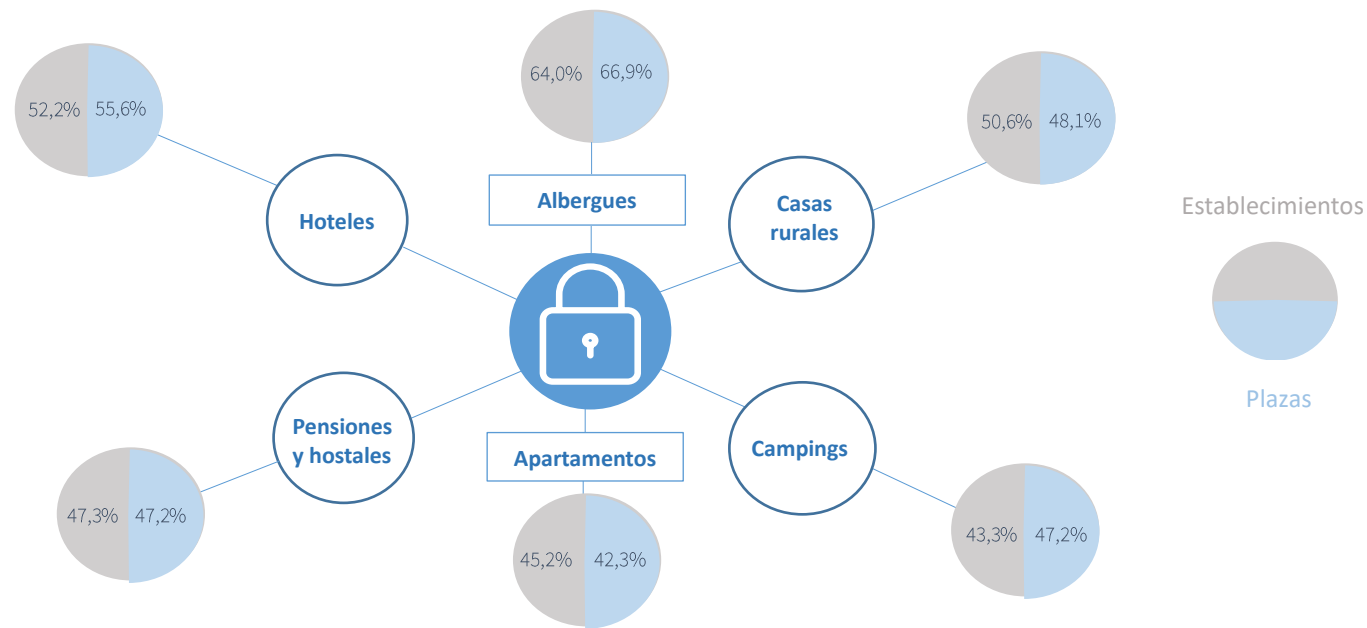 64,0% 66,9%
52,2% 55,6%
50,6% 48,1%
Albergues
Hoteles
Casas
rurales
Establecimientos
Plazas
Pensiones
y hostales
Apartamentos
Campings
47,3% 47,2%
45,2% 42,3%
43,3% 47,2%